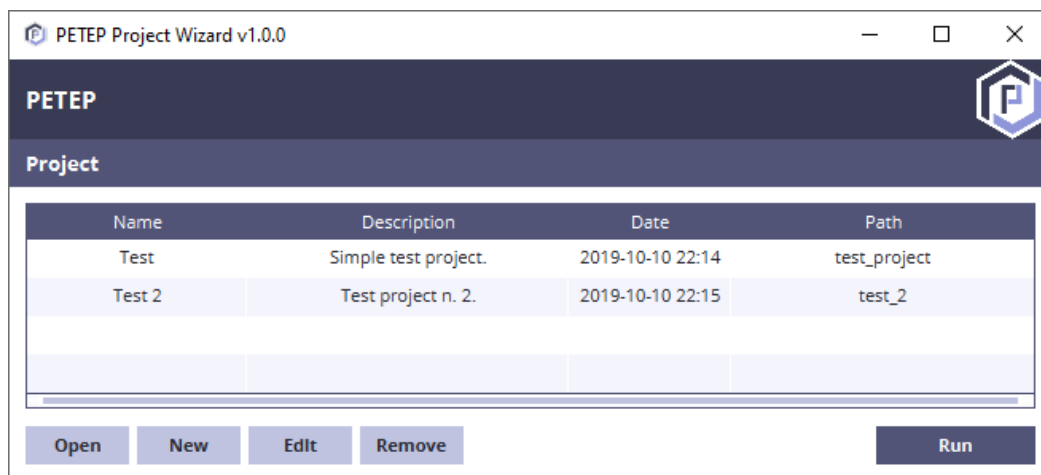 PETEP Project Wizard v1.0.0
PETEP
Project
Name Description Date Path
Test Simple test project. 2019-10-10 22:14 test_project
Test 2 Test project n. 2. 2019-10-10 22:15 test_2
Open New Edit Remove Run